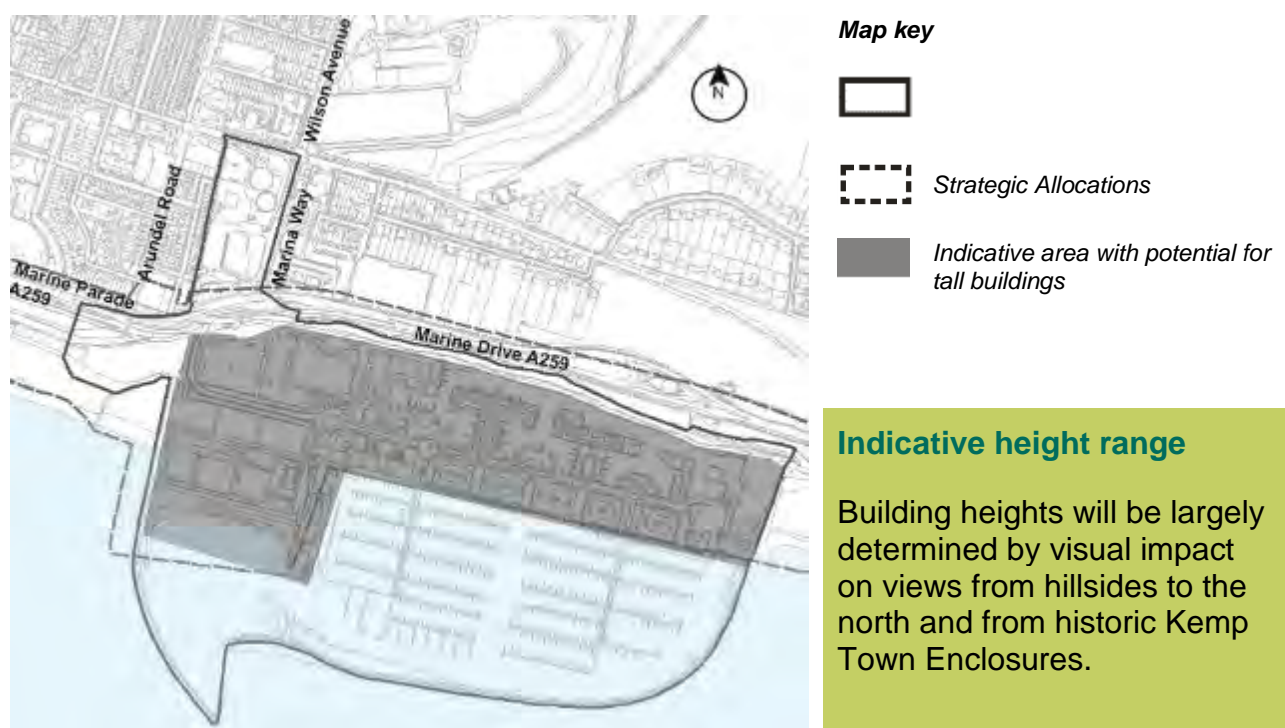 Wilson Avenue
N
Arundel Road
Marina Way
Marine Parade
A259
Marine Drive A259
Map key
Strategic Allocations
Indicative area with potential for
tall buildings
Indicative height range
Building heights will be largely
determined by visual impact
on views from hillsides to the
north and from historic Kemp
Town Enclosures.